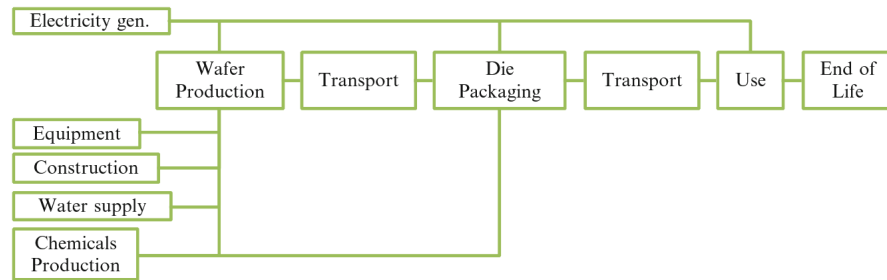 Electricity gen.
Wafer
Production
Transport
Die
Packaging
Transport
Use
End of
Life
Equipment
Construction
Water supply
Chemicals
Production